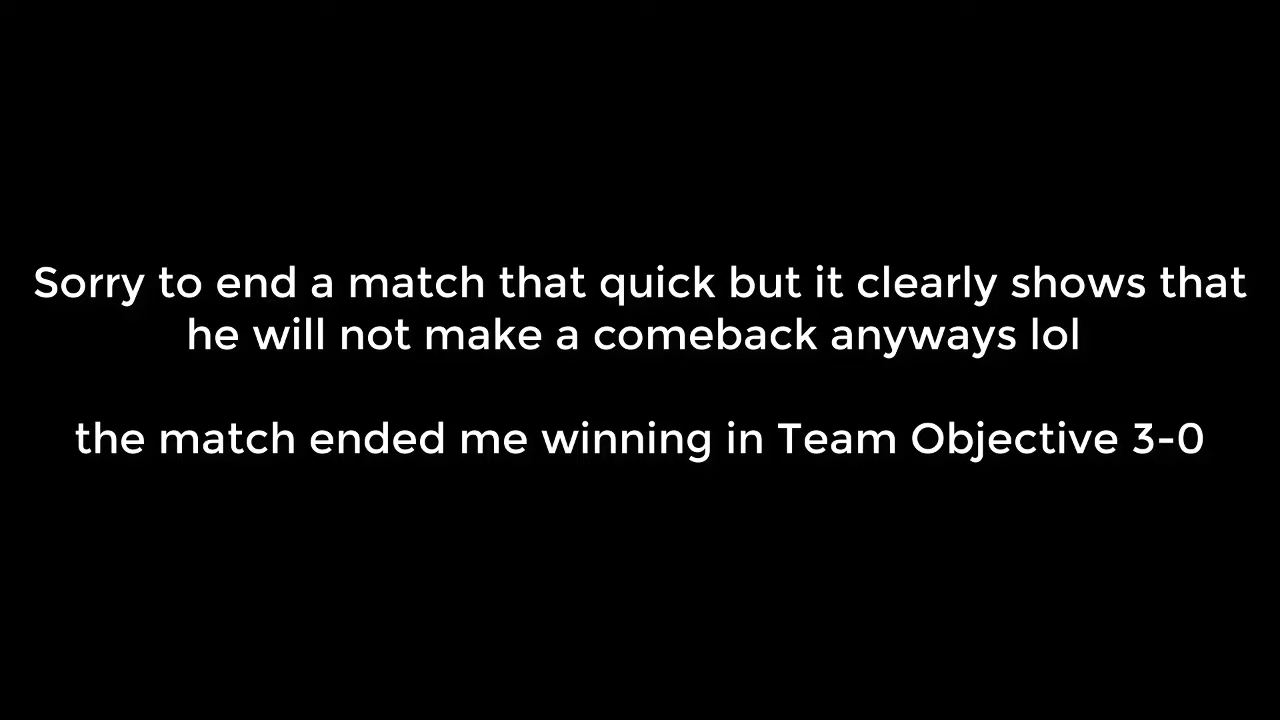 Sorry to end a match that quick but it clearly shows that
he will not make a comeback anyways lol
the match ended me winning in Team Objective 3-0